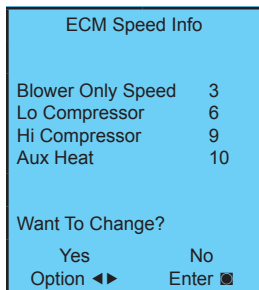 ECM Speed Info
Blower Only Speed 3
Lo Compressor 6
Hi Compressor 9
Aux Heat 10
Want To Change?
Yes No
Option ◄► Enter ◙